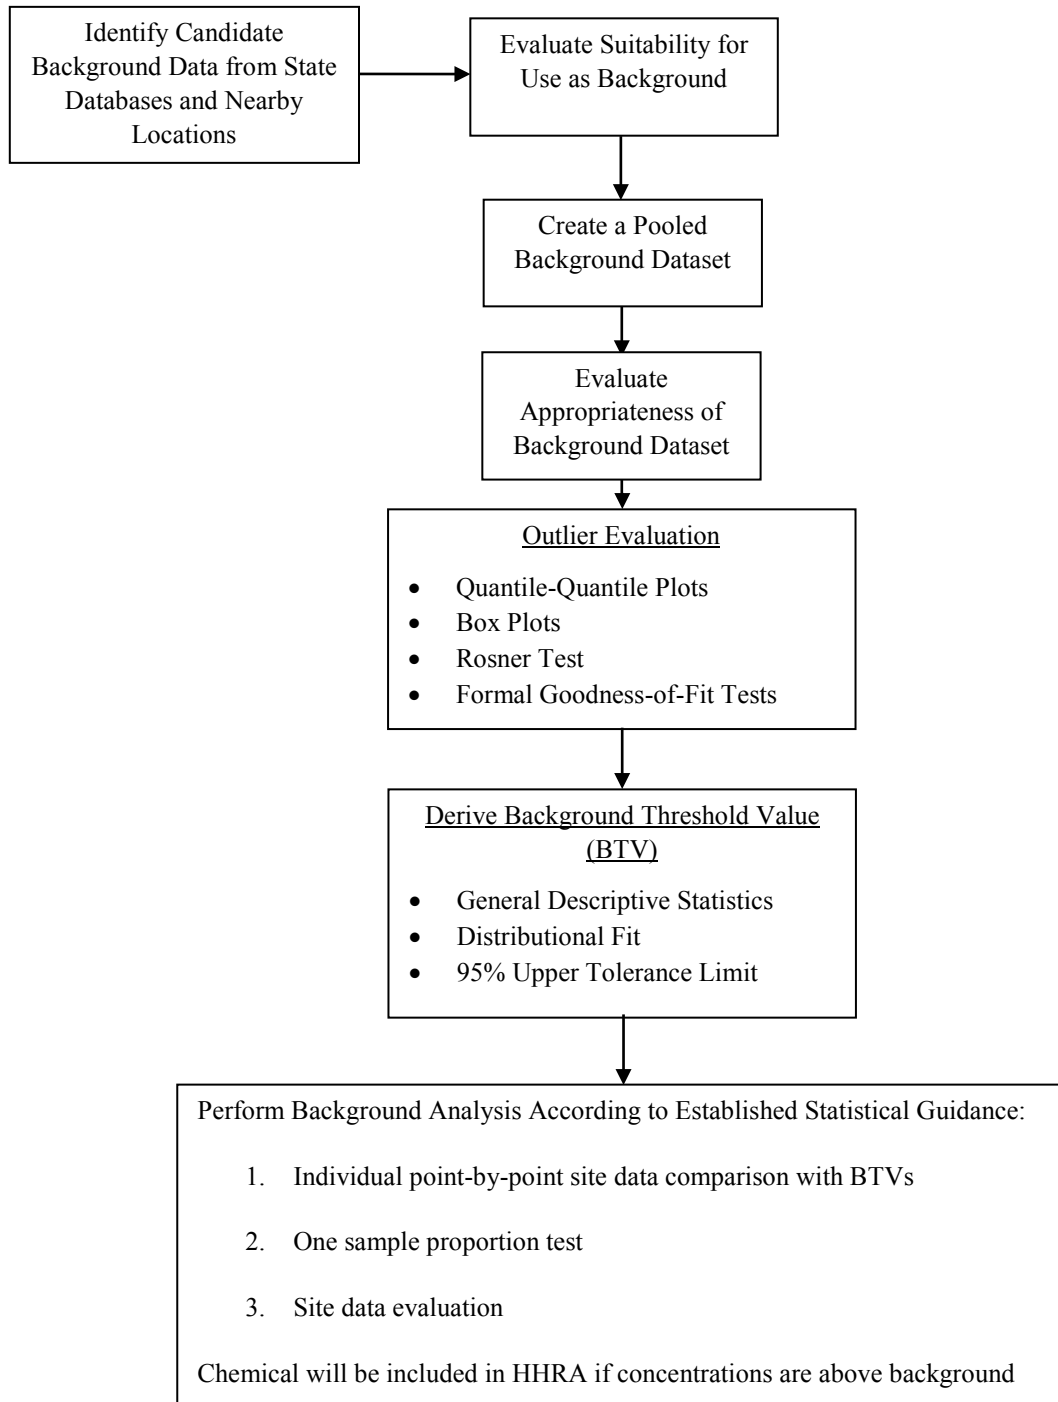 Identify Candidate
Background Data from State
Databases and Nearby
Locations
Evaluate Suitability for
Use as Background
Create a Pooled
Background Dataset
Evaluate
Appropriateness of
Background Dataset
Outlier Evaluation
• Quantile-Quantile Plots
• Box Plots
• Rosner Test
• Formal Goodness-of-Fit Tests
Derive Background Threshold Value
(BTV)
• General Descriptive Statistics
• Distributional Fit
• 95% Upper Tolerance Limit
Perform Background Analysis According to Established Statistical Guidance:
1. Individual point-by-point site data comparison with BTVs
2. One sample proportion test
3. Site data evaluation
Chemical will be included in HHRA if concentrations are above background